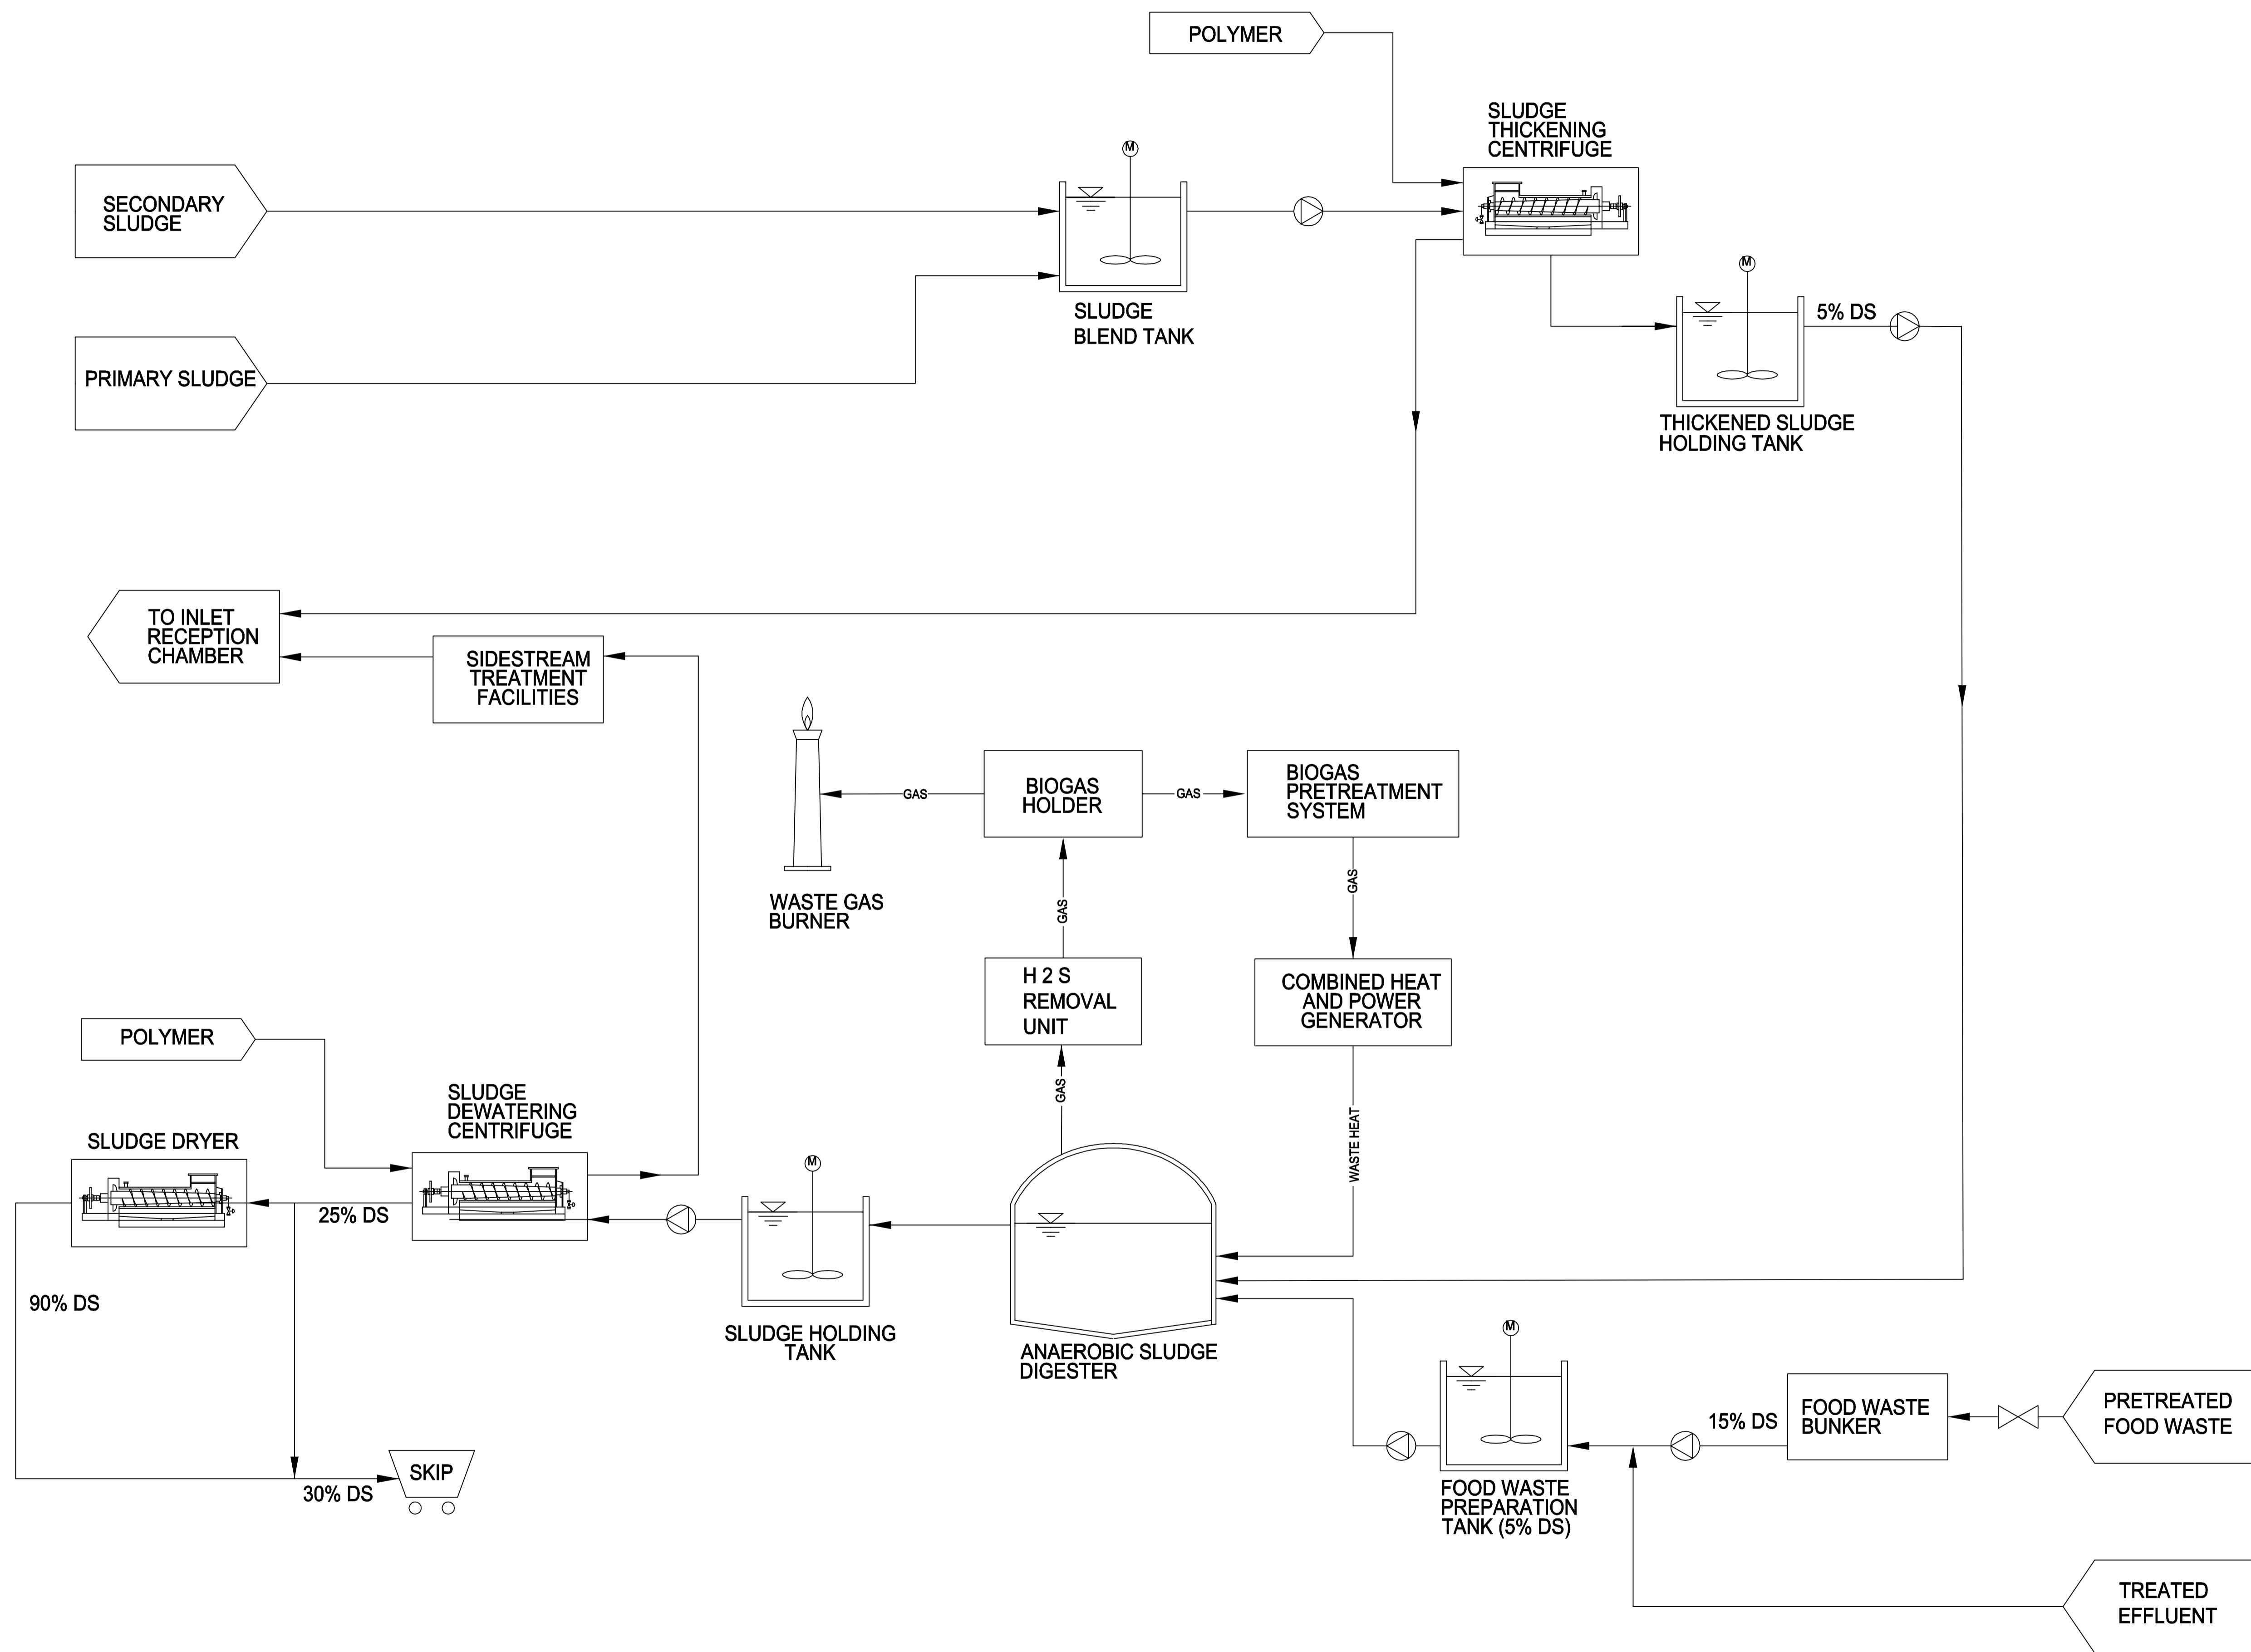 POLYMER
SLUDGE
THICKENING
CENTRIFUGE
M
SECONDARY
SLUDGE
SLUDGE
BLEND TANK
M
5% DS
PRIMARY SLUDGE
THICKENED SLUDGE
HOLDING TANK
TO INLET
RECEPTION
CHAMBER
SIDESTREAM
TREATMENT
FACILITIES
GAS
BIOGAS
HOLDER
GAS
BIOGAS
PRETREATMENT
SYSTEM
WASTE GAS
BURNER
GAS
GAS
H 2 S
REMOVAL
UNIT
COMBINED HEAT
AND POWER
GENERATOR
POLYMER
GAS
WASTE HEAT
SLUDGE
DEWATERING
CENTRIFUGE
SLUDGE DRYER
M
25% DS
90% DS
SLUDGE HOLDING
TANK
ANAEROBIC SLUDGE
DIGESTER
M
15% DS
FOOD WASTE
BUNKER
PRETREATED
FOOD WASTE
SKIP
30% DS
FOOD WASTE
PREPARATION
TANK (5% DS)
TREATED
EFFLUENT